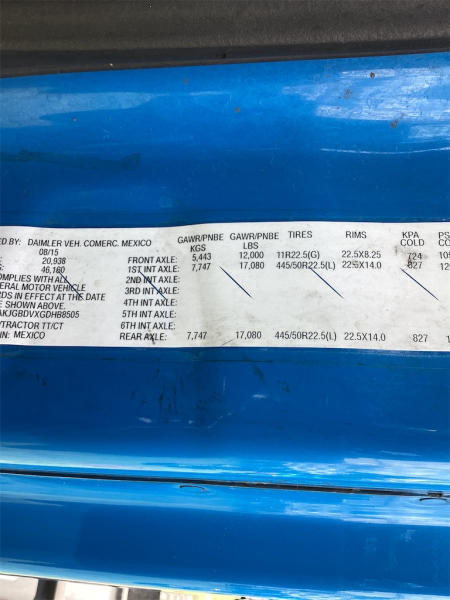 ED BY: DAIMLER VEH. COMERC. MEXICO GAWR/PNBE GAWR/PNBE TIRES RIMS KPA PS
08/15 KGS LBS COLD COLD
20,938 FRONT AXLE: 5,443 12,000 11R22.5(G) 22.5X8.25 724 105
46,160 1ST INT AXLE: 7,747 17,080 445/50R22.5(L) 22.5X14.0 827 12
OMPLIES WITH ALL 2ND INT AXLE:
ERAL MOTOR VEHICLE 3RD INT AXLE:
RDS IN EFFECT AT THE DATE 4TH INT AXLE:
E SHOWN ABOVE. 5TH INT AXLE:
AKJGBDVXGDHB8505
/TRACTOR TT/CT 6TH INT AXLE:
IN: MEXICO REAR AXLE: 7,747 17,080 445/50R22.5(L) 22.5X14.0 827 1